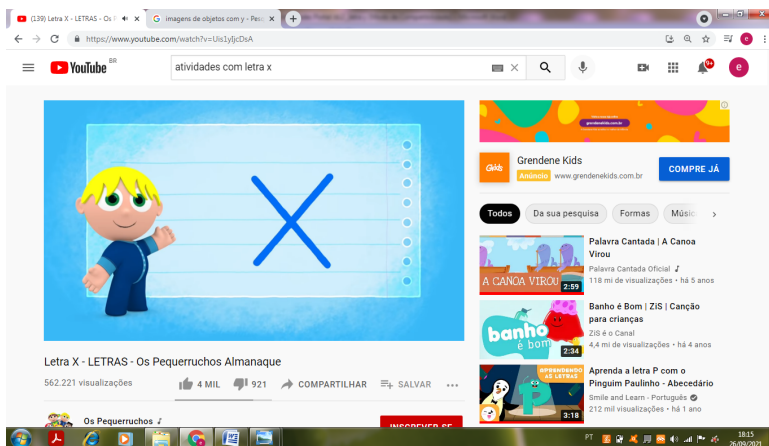 (139) Letra X - LETRAS - Os P
imagens de objetos com y - Pesq
https://www.youtube.com/watch?v=Uis1yIjcDsA
YouTube BR
atividades com letra x
9+
e
X
Letra X - LETRAS - Os Pequerruchos Almanaque
562.221 visualizações
4 MIL
921
COMPARTILHAR
SALVAR
Os Pequerruchos
INSCREVER-SE
www.grendenekids.com.br
Grendene Kids
Anúncio www.grendenekids.com.br
COMPRE JÁ
Todos
Da sua pesquisa
Formas
Músic
A CANOA VIROU
2:59
Palavra Cantada | A Canoa
Virou
Palavra Cantada Oficial
118 mi de visualizações • há 5 anos
banho
é bom
2:34
Banho é Bom | ZiS | Canção
para crianças
ZiS é o Canal
4,4 mi de visualizações • há 4 anos
APRENDENDO
AS LETRAS
3:18
Aprenda a letra P com o
Pinguim Paulinho - Abecedário
Smile and Learn - Português
212 mil visualizações • há 1 ano
PT
18:15
26/09/2021